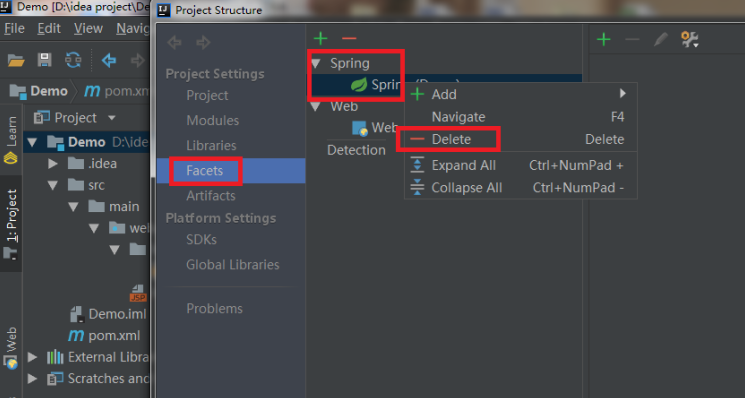 Demo [D:\idea project\De
Project Structure
File Edit View Navig
Demo
pom.xm
Project
Demo D:\id
.idea
src
main
we
JSP
Demo.iml
pom.xml
External Libra
Scratches and
Learn
1: Project
Web
Project Settings
Project
Modules
Libraries
Facets
Artifacts
Platform Settings
SDKs
Global Libraries
Problems
Spring
Sprin
Web
Web
Detection
Add
Navigate F4
Delete Delete
Expand All Ctrl+NumPad +
Collapse All Ctrl+NumPad -